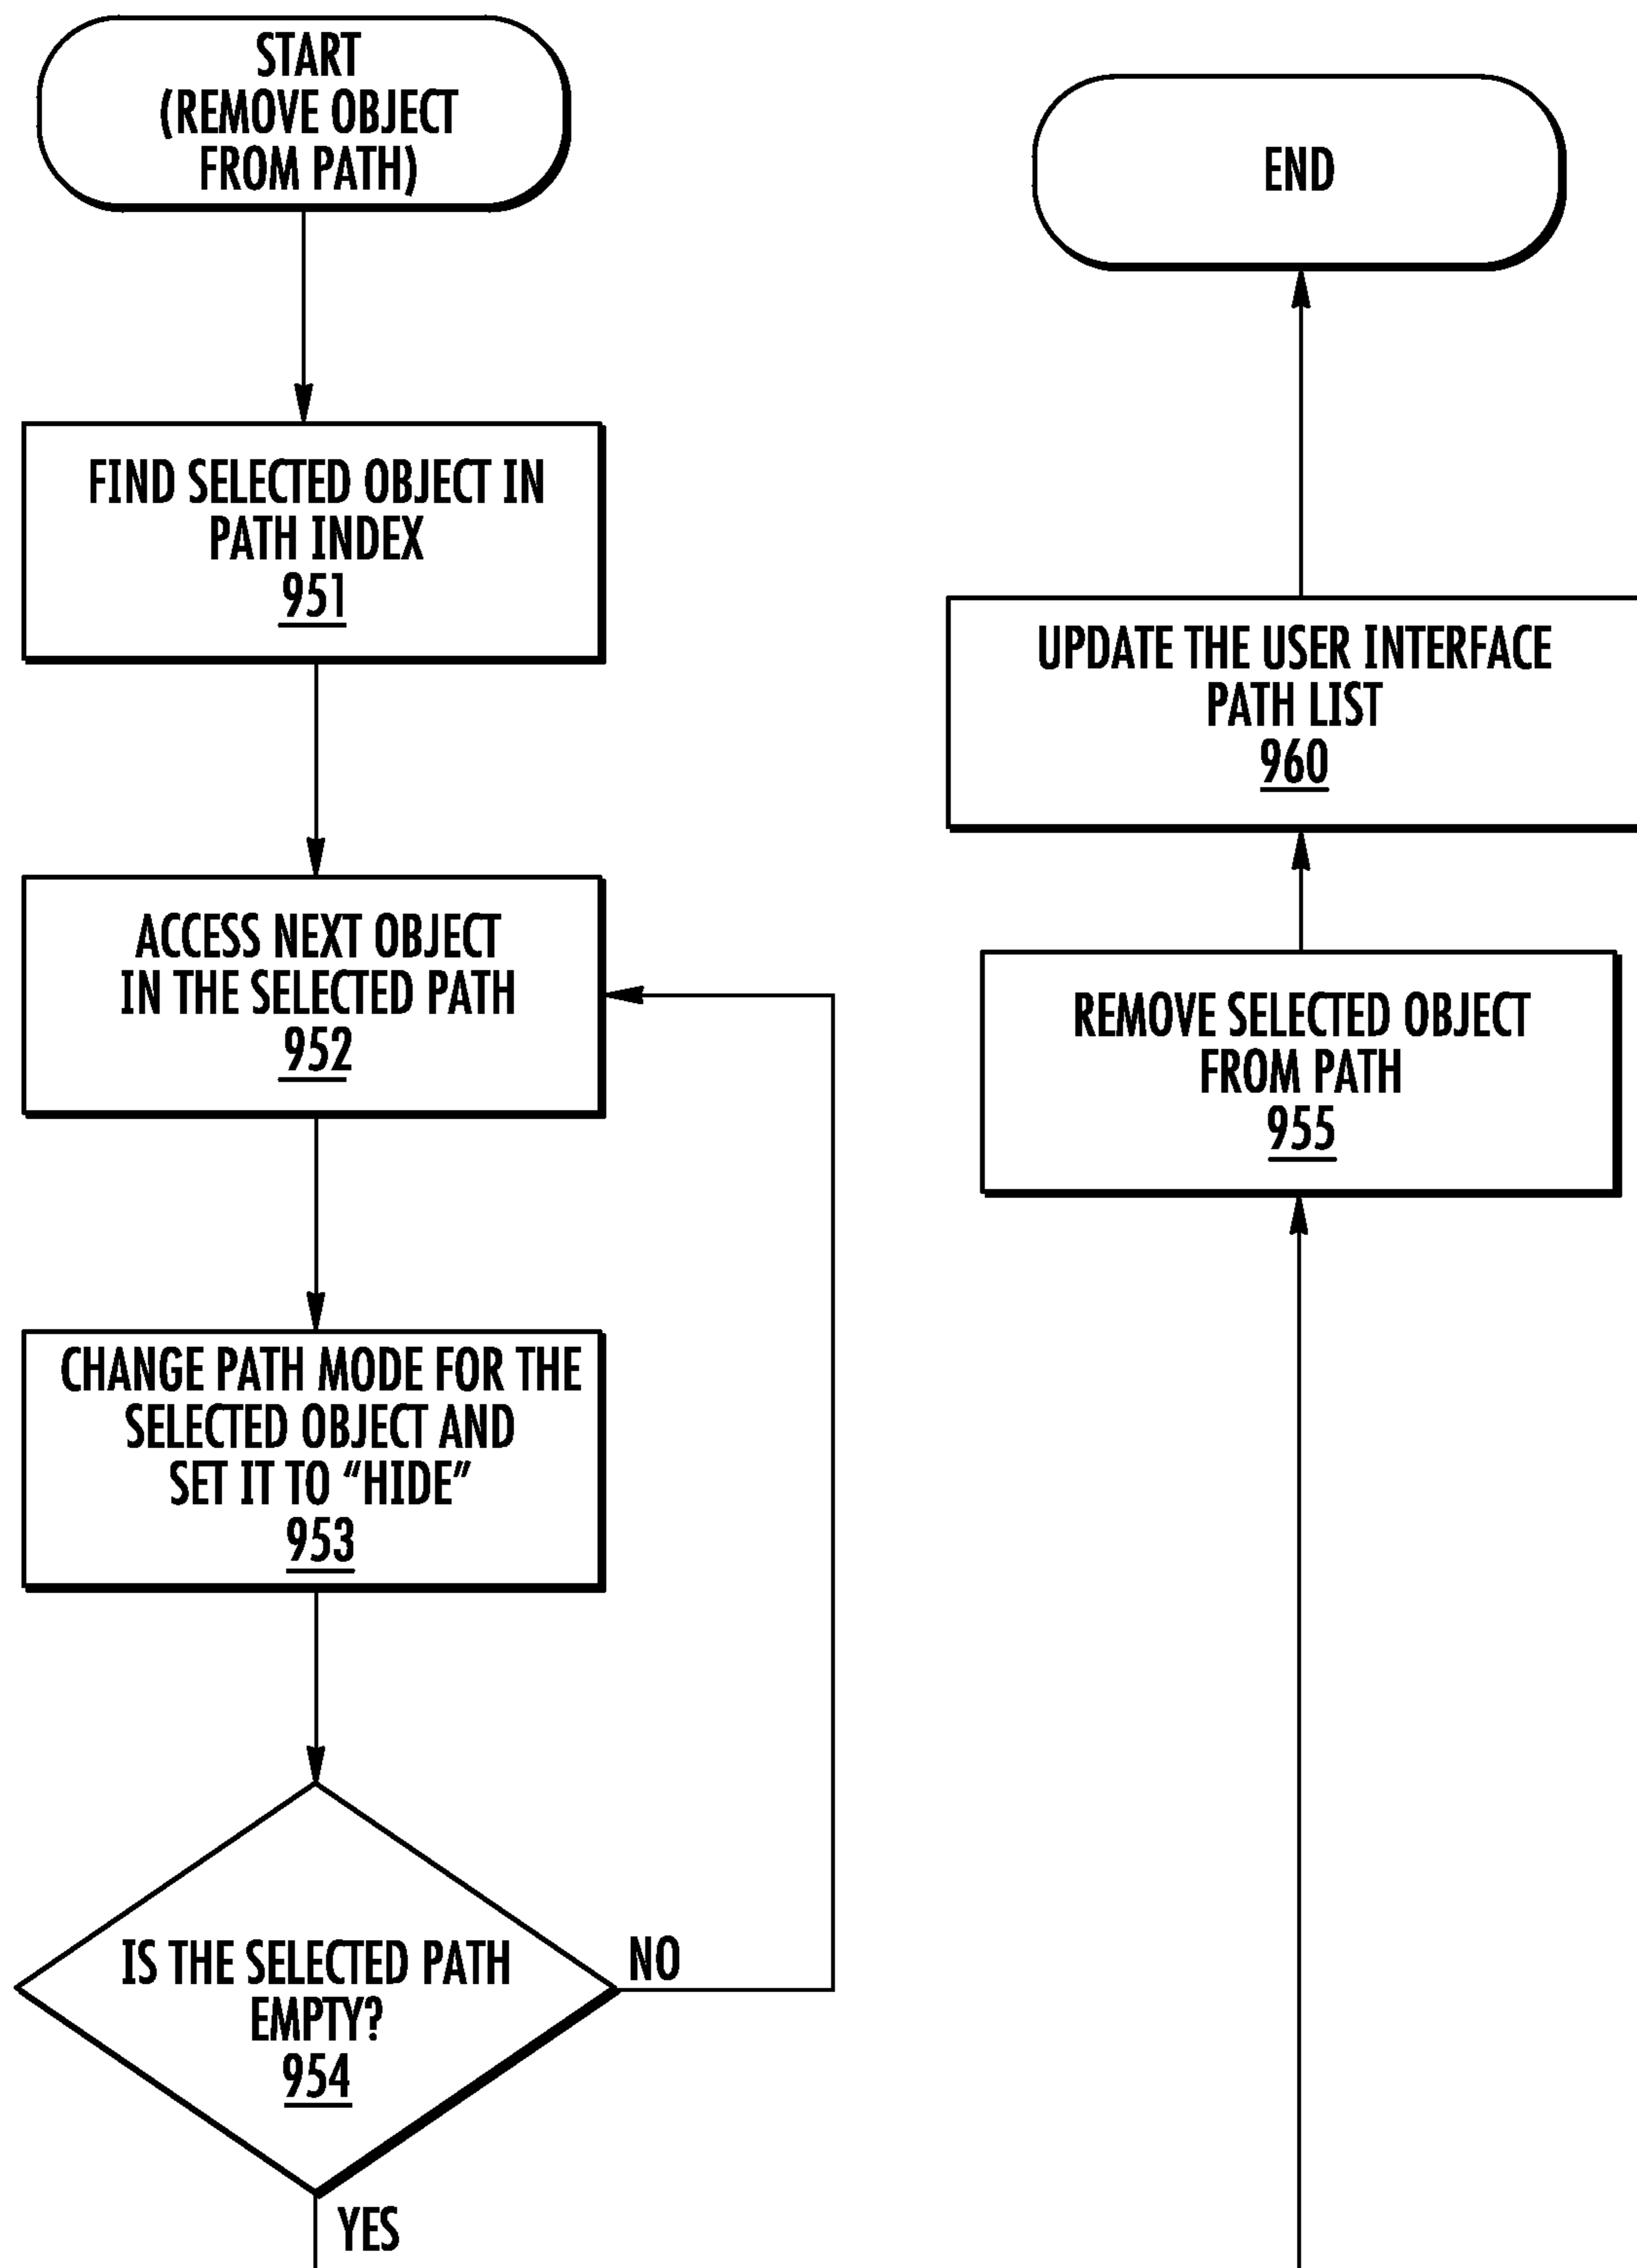 START
(REMOVE OBJECT
FROM PATH)
FIND SELECTED OBJECT IN
PATH INDEX
951
ACCESS NEXT OBJECT
IN THE SELECTED PATH
952
CHANGE PATH MODE FOR THE
SELECTED OBJECT AND
SET IT TO “HIDE”
953
IS THE SELECTED PATH
EMPTY?
954
NO
YES
END
UPDATE THE USER INTERFACE
PATH LIST
960
REMOVE SELECTED OBJECT
FROM PATH
955